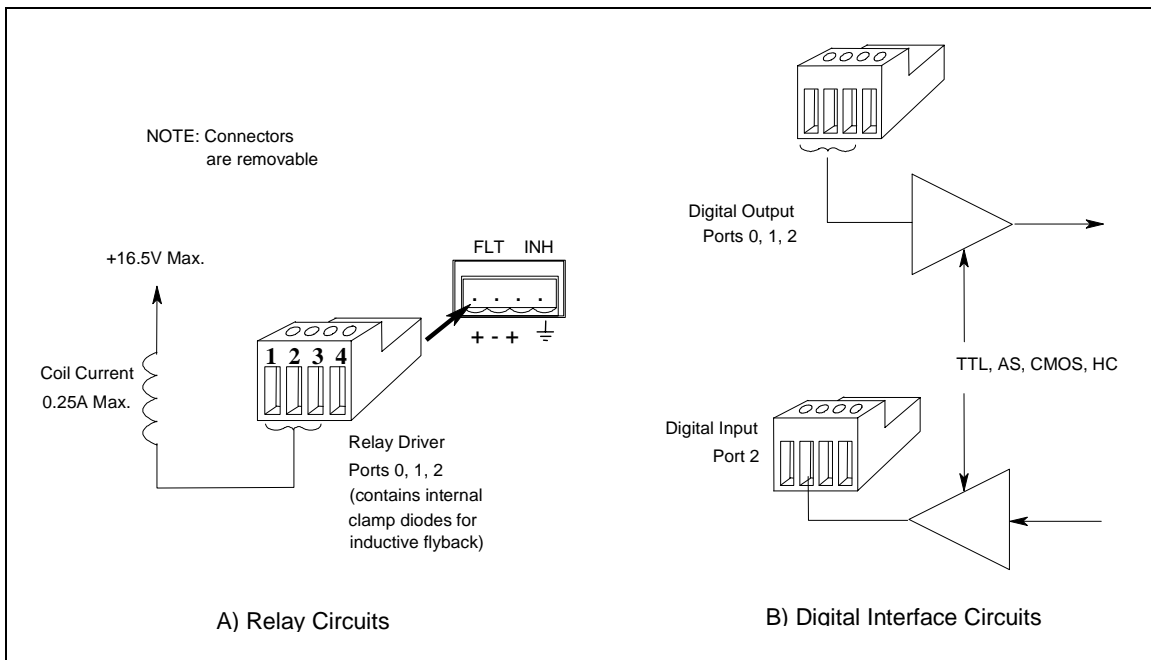 NOTE: Connectors
are removable
+16.5V Max.
FLT INH
+ - +
1 2 3 4
Coil Current
0.25A Max.
Relay Driver
Ports 0, 1, 2
(contains internal
clamp diodes for
inductive flyback)
A) Relay Circuits
Digital Output
Ports 0, 1, 2
TTL, AS, CMOS, HC
Digital Input
Port 2
B) Digital Interface Circuits